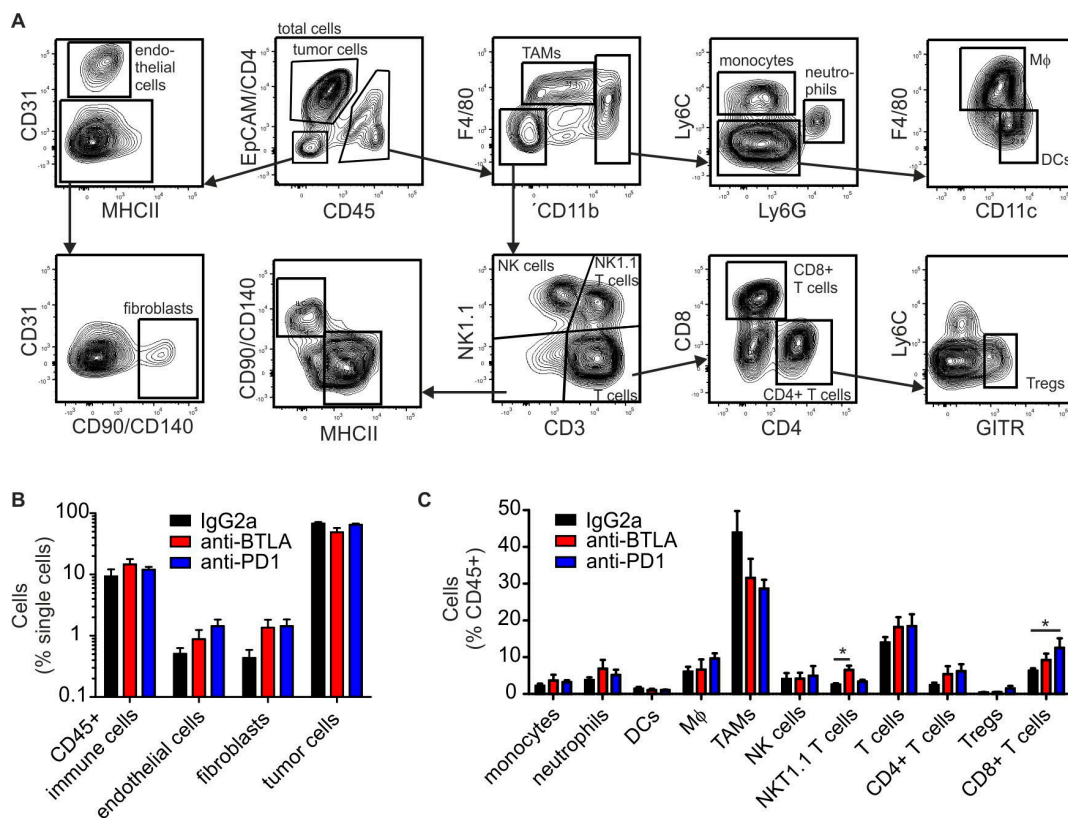 A
CD31
endo-
thelial
cells
MHCII
total cells
tumor cells
EpCAM/CD4
CD45
TAMs
F4/80
´CD11b
monocytes
neutro-
phils
Ly6C
Ly6G
Mϕ
F4/80
DCs
CD11c
CD31
fibroblasts
CD90/CD140
CD90/CD140
MHCII
NK cells
NK1.1
T cells
NK1.1
T cells
CD3
CD8+
T cells
CD8
CD4+ T cells
CD4
Ly6C
Tregs
GITR
B
Cells
(% single cells)
100
10
1
0.1
IgG2a
anti-BTLA
anti-PD1
CD45+
immune cells
endothelial cells
fibroblasts
tumor cells
C
Cells
(% CD45+)
50
40
30
20
10
0
IgG2a
anti-BTLA
anti-PD1
*
*
monocytes
neutrophils
DCs
Mϕ
TAMs
NK cells
NKT1.1 T cells
T cells
CD4+ T cells
Tregs
CD8+ T cells